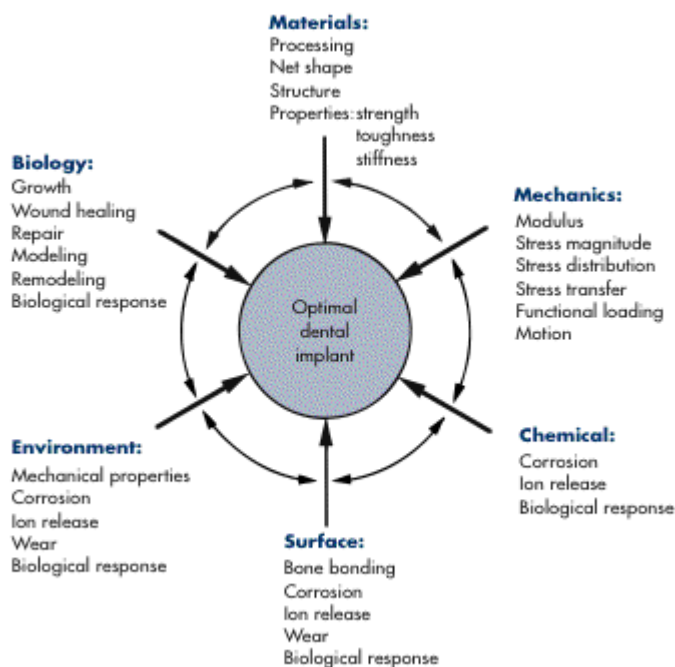 Materials:
Processing
Net shape
Structure
Properties: strength
toughness
stiffness
Biology:
Growth
Wound healing
Repair
Modeling
Remodeling
Biological response
Mechanics:
Modulus
Stress magnitude
Stress distribution
Stress transfer
Functional loading
Motion
Optimal
dental
implant
Environment:
Mechanical properties
Corrosion
Ion release
Wear
Biological response
Chemical:
Corrosion
Ion release
Biological response
Surface:
Bone bonding
Corrosion
Ion release
Wear
Biological response